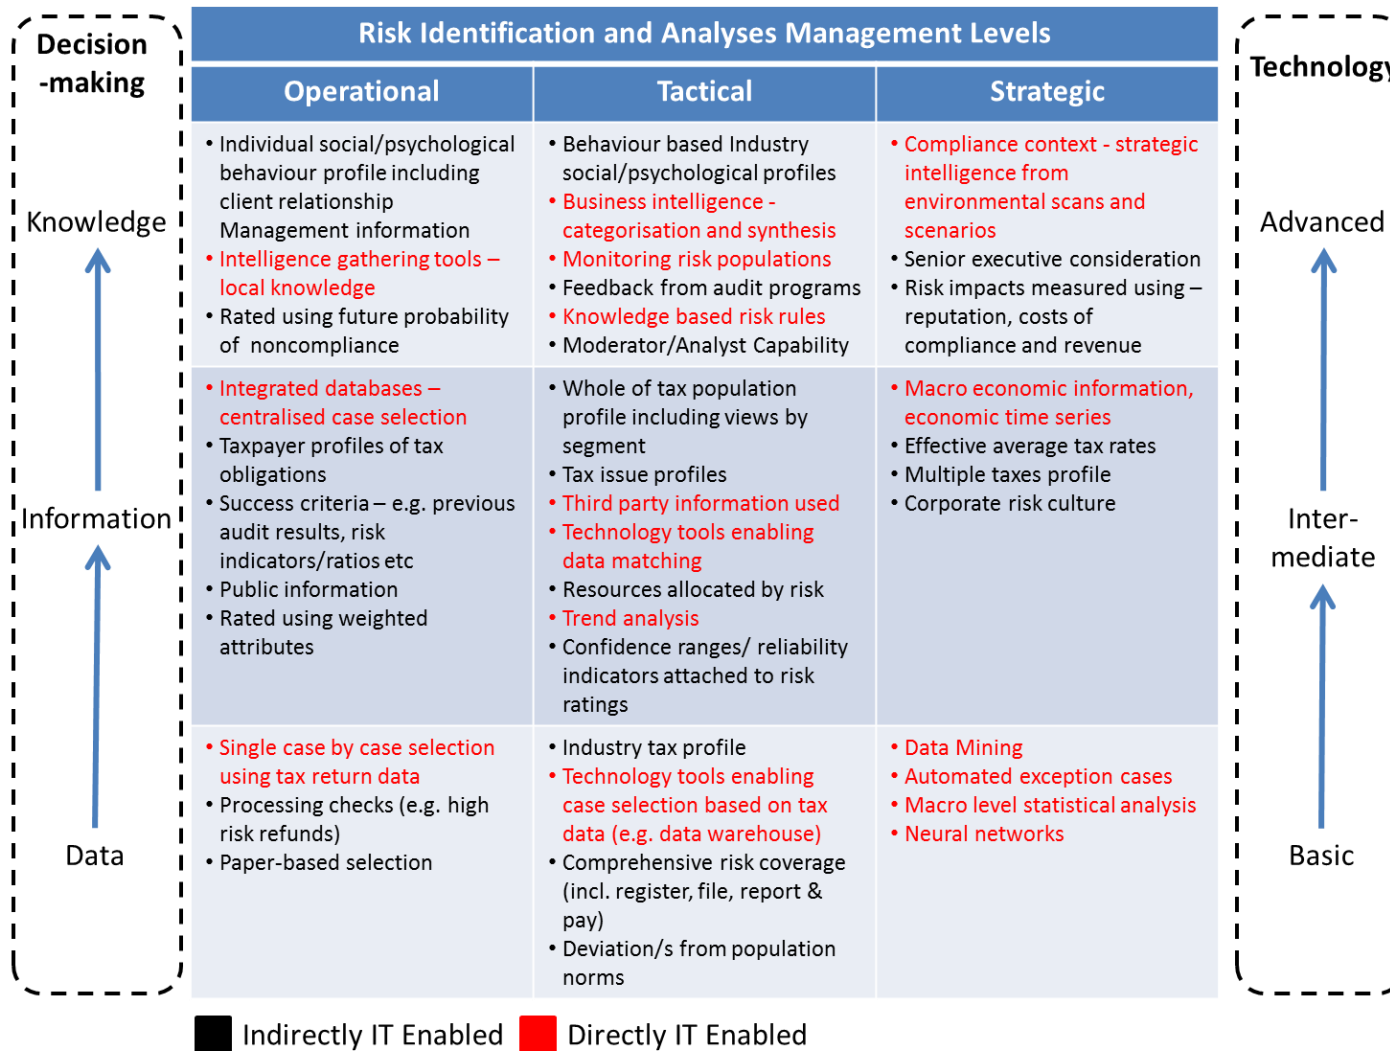 Decision
-making
Knowledge
Information
Data
Risk Identification and Analyses Management Levels
Operational
Tactical
Strategic
• Individual social/psychological
behaviour profile including
client relationship
Management information
• Intelligence gathering tools –
local knowledge
• Rated using future probability
of noncompliance
• Behaviour based Industry
social/psychological profiles
• Business intelligence -
categorisation and synthesis
• Monitoring risk populations
• Feedback from audit programs
• Knowledge based risk rules
• Moderator/Analyst Capability
• Compliance context - strategic
intelligence from
environmental scans and
scenarios
• Senior executive consideration
• Risk impacts measured using –
reputation, costs of
compliance and revenue
• Integrated databases –
centralised case selection
• Taxpayer profiles of tax
obligations
• Success criteria – e.g. previous
audit results, risk
indicators/ratios etc
• Public information
• Rated using weighted
attributes
• Whole of tax population
profile including views by
segment
• Tax issue profiles
• Third party information used
• Technology tools enabling
data matching
• Resources allocated by risk
• Trend analysis
• Confidence ranges/ reliability
indicators attached to risk
ratings
• Macro economic information,
economic time series
• Effective average tax rates
• Multiple taxes profile
• Corporate risk culture
• Single case by case selection
using tax return data
• Processing checks (e.g. high
risk refunds)
• Paper-based selection
• Industry tax profile
• Technology tools enabling
case selection based on tax
data (e.g. data warehouse)
• Comprehensive risk coverage
(incl. register, file, report &
pay)
• Deviation/s from population
norms
• Data Mining
• Automated exception cases
• Macro level statistical analysis
• Neural networks
Technology
Advanced
Inter-
mediate
Basic
Indirectly IT Enabled
Directly IT Enabled